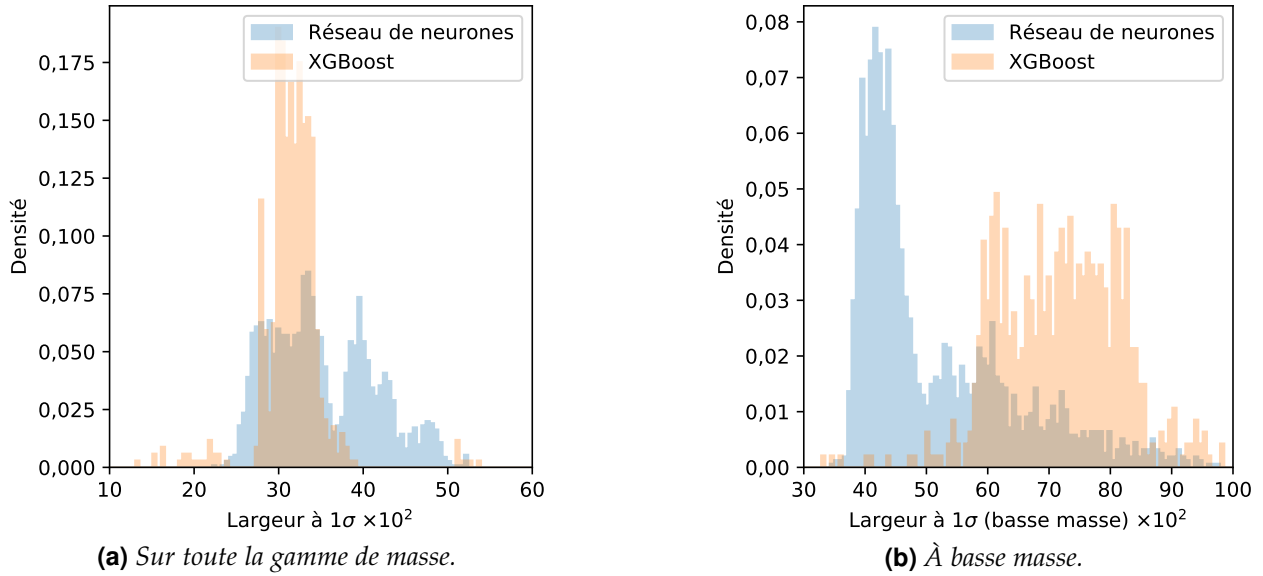 Réseau de neurones
XGBoost
0,175
0,150
0,125
0,100
0,075
0,050
0,025
0,000
Densité
10 20 30 40 50 60
Largeur à 1σ ×10²
(a) Sur toute la gamme de masse.
Réseau de neurones
XGBoost
0,08
0,07
0,06
0,05
0,04
0,03
0,02
0,01
0,00
Densité
30 40 50 60 70 80 90 100
Largeur à 1σ (basse masse) ×10²
(b) À basse masse.